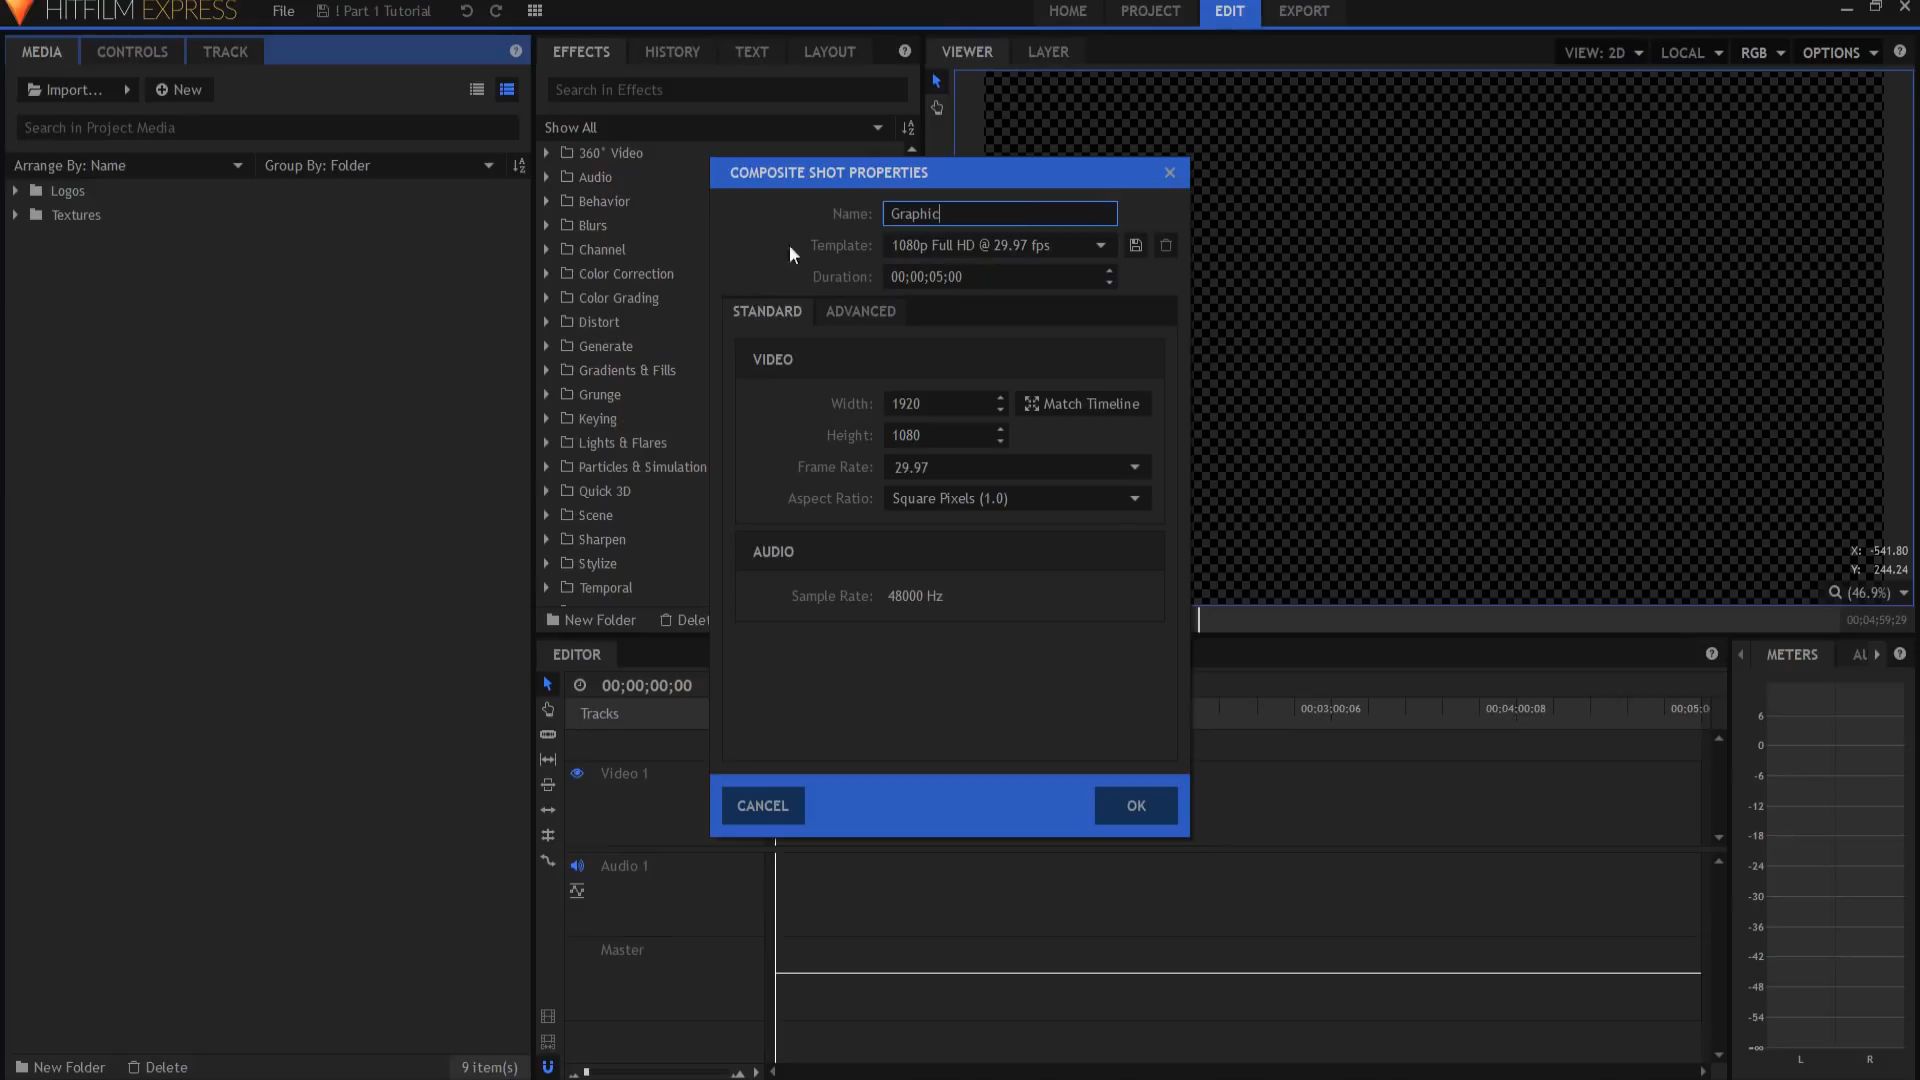 HITFILM EXPRESS
File
! Part 1 Tutorial
HOME
PROJECT
EDIT
EXPORT
MEDIA
CONTROLS
TRACK
Import...
New
Search in Project Media
Arrange By: Name
Group By: Folder
Logos
Textures
New Folder
Delete
9 item(s)
EFFECTS
HISTORY
TEXT
LAYOUT
Search in Effects
Show All
360° Video
Audio
Behavior
Blurs
Channel
Color Correction
Color Grading
Distort
Generate
Gradients & Fills
Grunge
Keying
Lights & Flares
Particles & Simulation
Quick 3D
Scene
Sharpen
Stylize
Temporal
New Folder
Delet
VIEWER
LAYER
VIEW: 2D
LOCAL
RGB
OPTIONS
X: -541.80
Y: 244.24
(46.9%)
00;04;59;29
COMPOSITE SHOT PROPERTIES
Name: Graphic
Template: 1080p Full HD @ 29.97 fps
Duration: 00;00;05;00
STANDARD
ADVANCED
VIDEO
Width: 1920
Match Timeline
Height: 1080
Frame Rate: 29.97
Aspect Ratio: Square Pixels (1.0)
AUDIO
Sample Rate: 48000 Hz
CANCEL
OK
EDITOR
00;00;00;00
Tracks
00;03;00;06
00;04;00;08
00;05;0
Video 1
Audio 1
Master
METERS
AU
6
0
-6
-12
-18
-24
-30
-36
-42
-48
-54
-∞
L
R